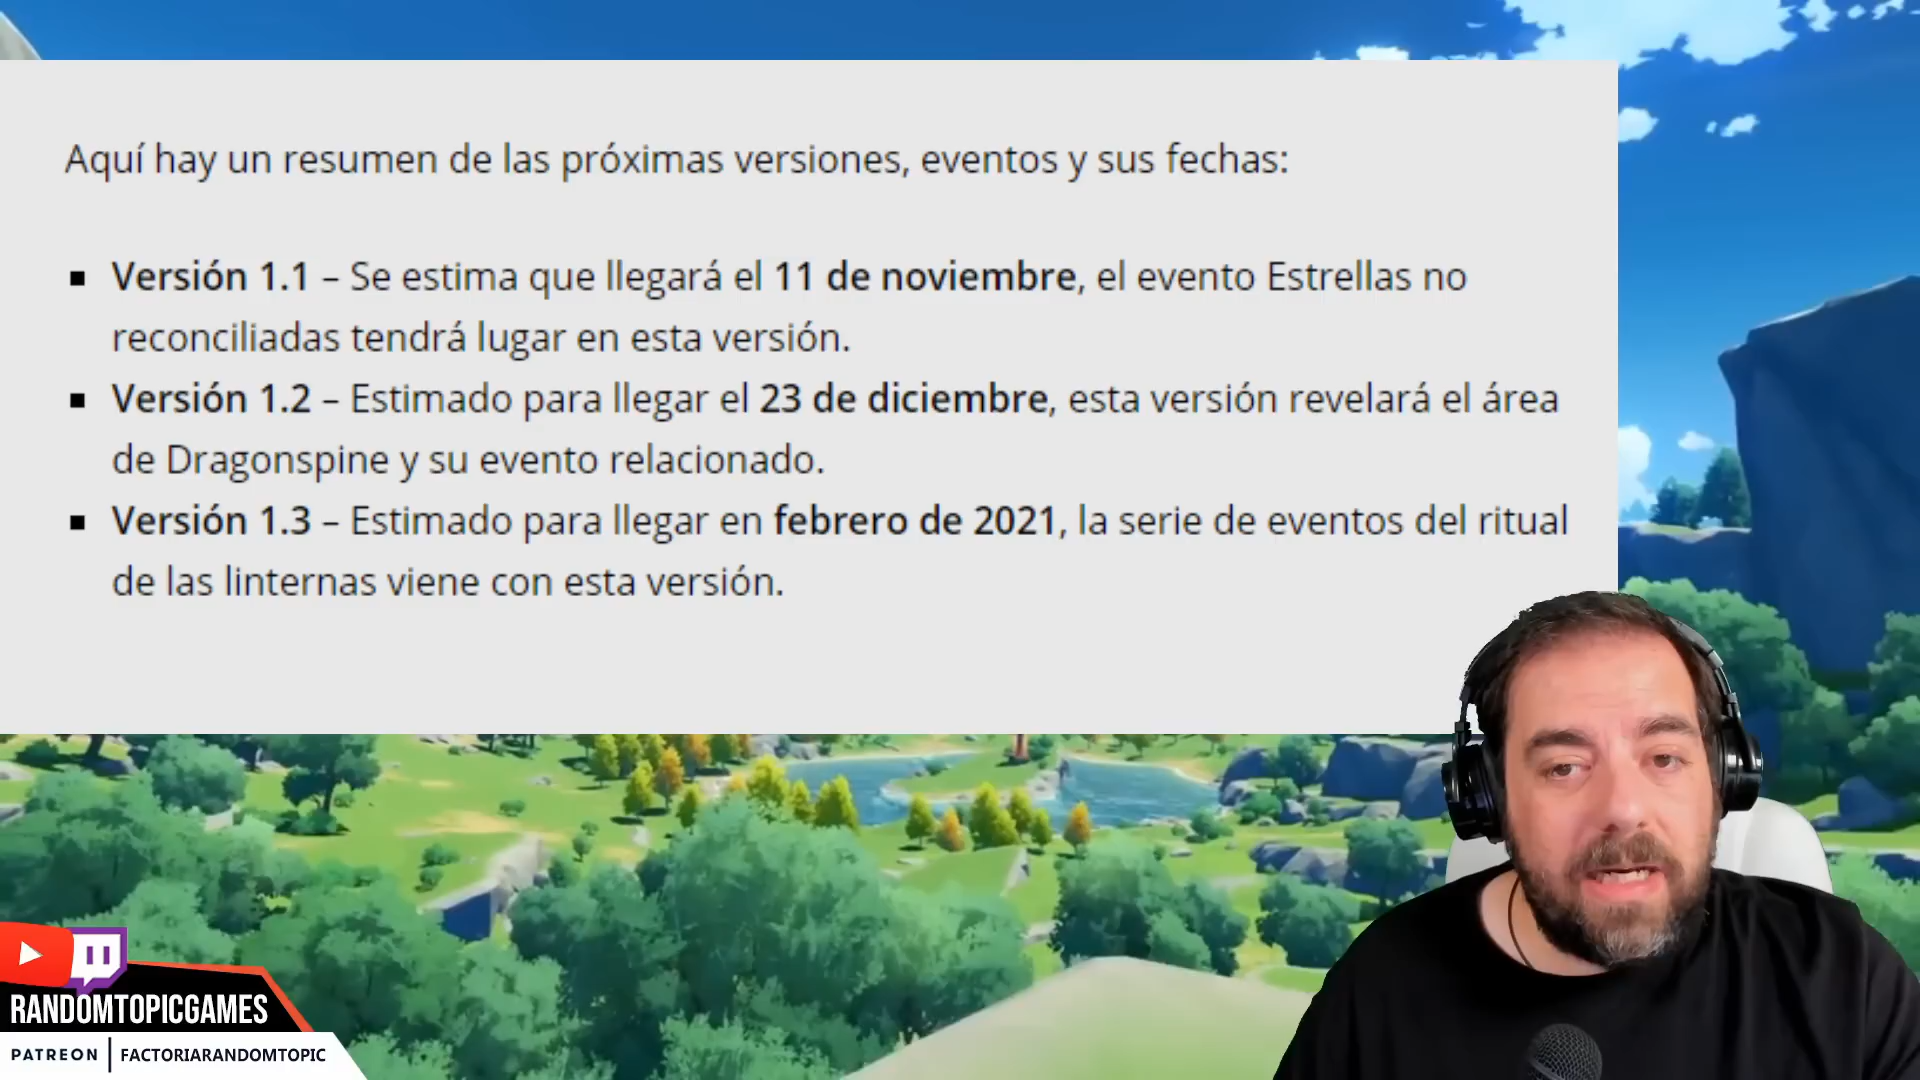 Aquí hay un resumen de las próximas versiones, eventos y sus fechas:
▪ Versión 1.1 – Se estima que llegará el 11 de noviembre, el evento Estrellas no
reconciliadas tendrá lugar en esta versión.
▪ Versión 1.2 – Estimado para llegar el 23 de diciembre, esta versión revelará el área
de Dragonspine y su evento relacionado.
▪ Versión 1.3 – Estimado para llegar en febrero de 2021, la serie de eventos del ritual
de las linternas viene con esta versión.
RANDOMTOPICGAMES
PATREON | FACTORIARANDOMTOPIC